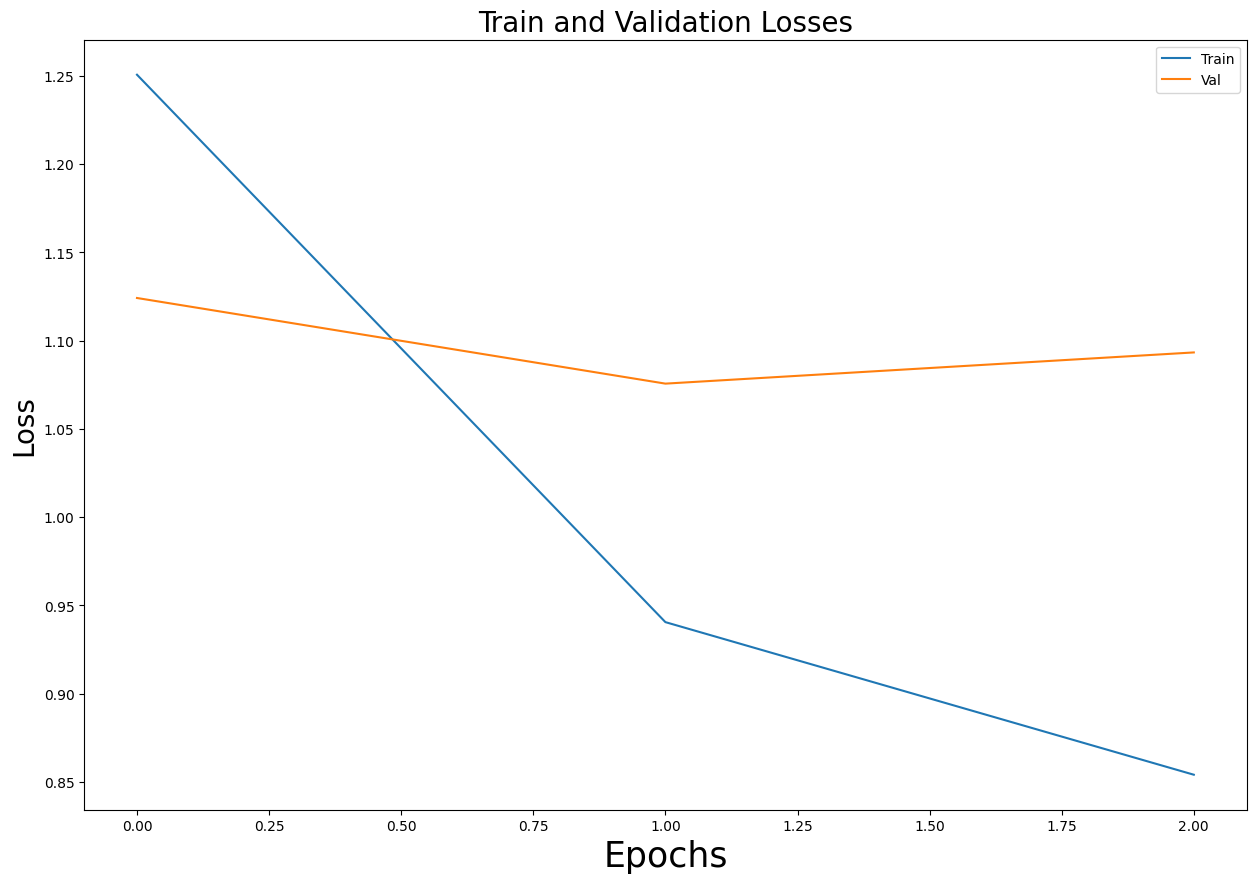 Train and Validation Losses
Train
Val
1.25
1.20
1.15
1.10
1.05
1.00
0.95
0.90
0.85
Loss
0.00 0.25 0.50 0.75 1.00 1.25 1.50 1.75 2.00
Epochs